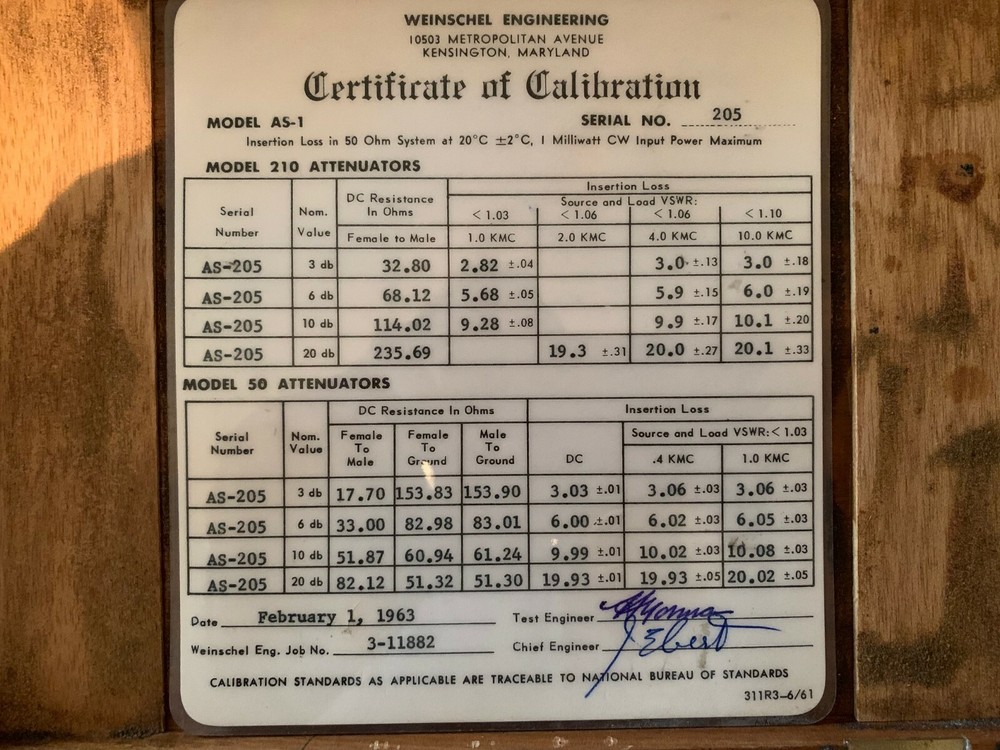 WEINSCHEL ENGINEERING
10503 METROPOLITAN AVENUE
KENSINGTON, MARYLAND
Certificate of Calibration
MODEL AS-1 SERIAL NO. 205
Insertion Loss in 50 Ohm System at 20°C ±2°C, 1 Milliwatt CW Input Power Maximum
MODEL 210 ATTENUATORS
Serial Number Nom. Value DC Resistance In Ohms Insertion Loss
Source and Load VSWR:
< 1.03 < 1.06 < 1.06 < 1.10
Female to Male 1.0 KMC 2.0 KMC 4.0 KMC 10.0 KMC
AS-205 3 db 32.80 2.82 ±.04 3.0 ±.13 3.0 ±.18
AS-205 6 db 68.12 5.68 ±.05 5.9 ±.15 6.0 ±.19
AS-205 10 db 114.02 9.28 ±.08 9.9 ±.17 10.1 ±.20
AS-205 20 db 235.69 19.3 ±.31 20.0 ±.27 20.1 ±.33
MODEL 50 ATTENUATORS
Serial Number Nom. Value DC Resistance In Ohms Insertion Loss
Female To Male Female To Ground Male To Ground DC Source and Load VSWR:< 1.03
.4 KMC 1.0 KMC
AS-205 3 db 17.70 153.83 153.90 3.03 ±.01 3.06 ±.03 3.06 ±.03
AS-205 6 db 33.00 82.98 83.01 6.00 ±.01 6.02 ±.03 6.05 ±.03
AS-205 10 db 51.87 60.94 61.24 9.99 ±.01 10.02 ±.03 10.08 ±.03
AS-205 20 db 82.12 51.32 51.30 19.93 ±.01 19.93 ±.05 20.02 ±.05
Date February 1, 1963 Test Engineer
Weinschel Eng. Job No. 3-11882 Chief Engineer J Ebert
CALIBRATION STANDARDS AS APPLICABLE ARE TRACEABLE TO NATIONAL BUREAU OF STANDARDS
311R3-6/61